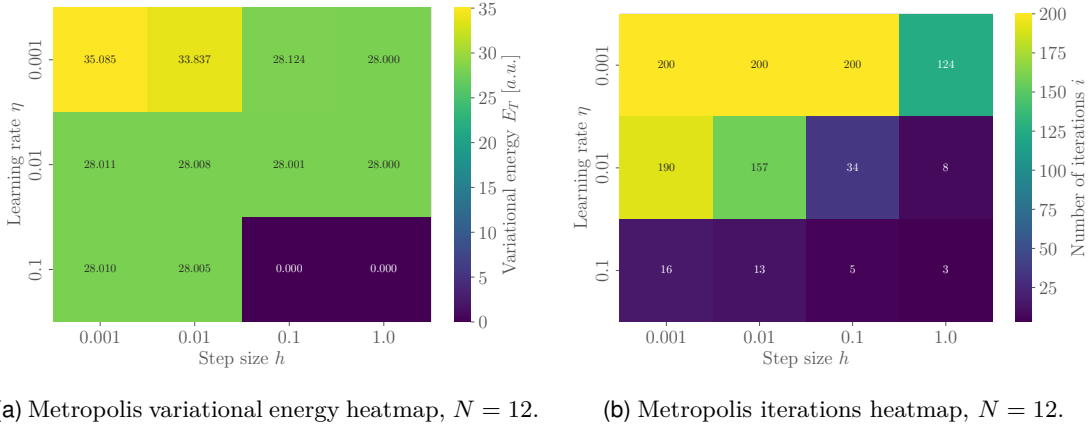 35
30
25
20
15
10
5
0
Variational energy E_T [a.u.]
Learning rate η
0.001
35.085 33.837 28.124 28.000
0.01
28.011 28.008 28.001 28.000
0.1
28.010 28.005 0.000 0.000
0.001 0.01 0.1 1.0
Step size h
(a) Metropolis variational energy heatmap, N = 12.
200
175
150
125
100
75
50
25
Number of iterations i
Learning rate η
0.001
200 200 200 124
0.01
190 157 34 8
0.1
16 13 5 3
0.001 0.01 0.1 1.0
Step size h
(b) Metropolis iterations heatmap, N = 12.